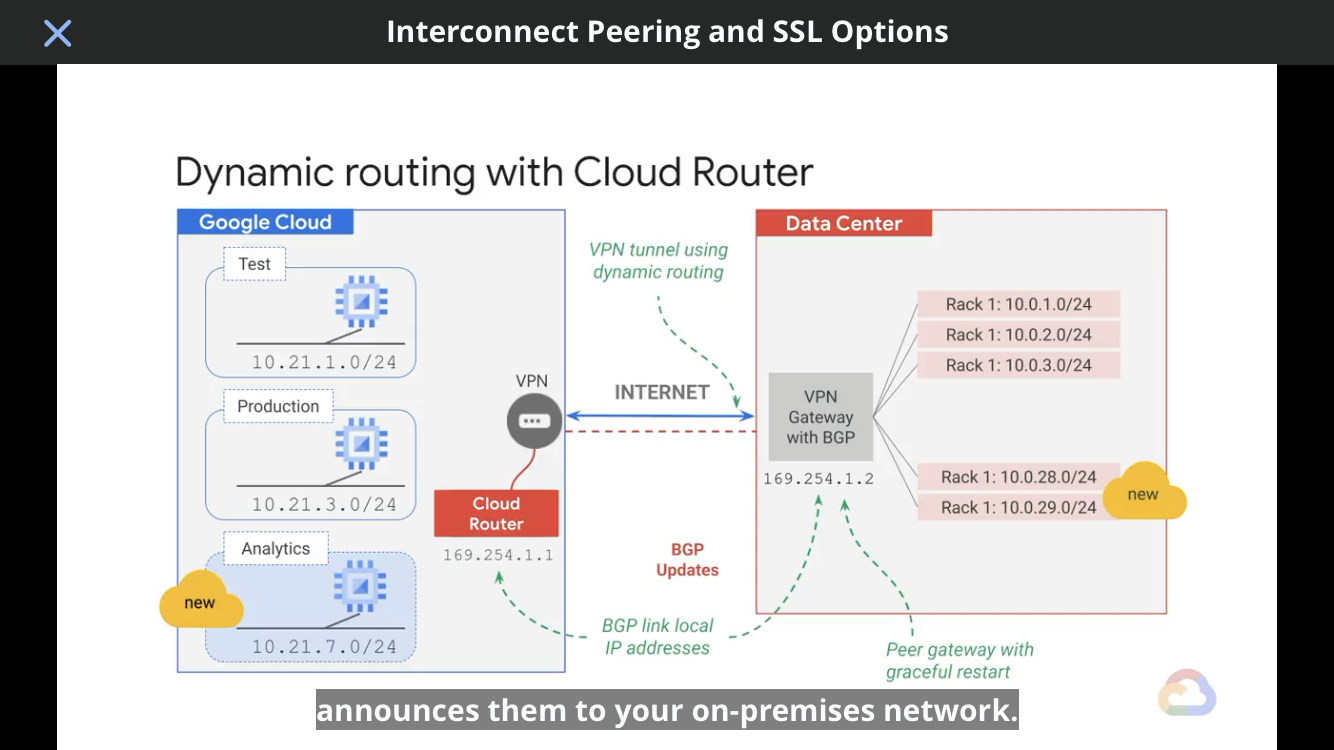 Interconnect Peering and SSL Options
Dynamic routing with Cloud Router
Google Cloud
Test
10.21.1.0/24
Production
10.21.3.0/24
Analytics
new
10.21.7.0/24
VPN
Cloud
Router
169.254.1.1
VPN tunnel using
dynamic routing
INTERNET
BGP
Updates
BGP link local
IP addresses
Data Center
VPN
Gateway
with BGP
169.254.1.2
Rack 1: 10.0.1.0/24
Rack 1: 10.0.2.0/24
Rack 1: 10.0.3.0/24
Rack 1: 10.0.28.0/24
Rack 1: 10.0.29.0/24
new
Peer gateway with
graceful restart
announces them to your on-premises network.